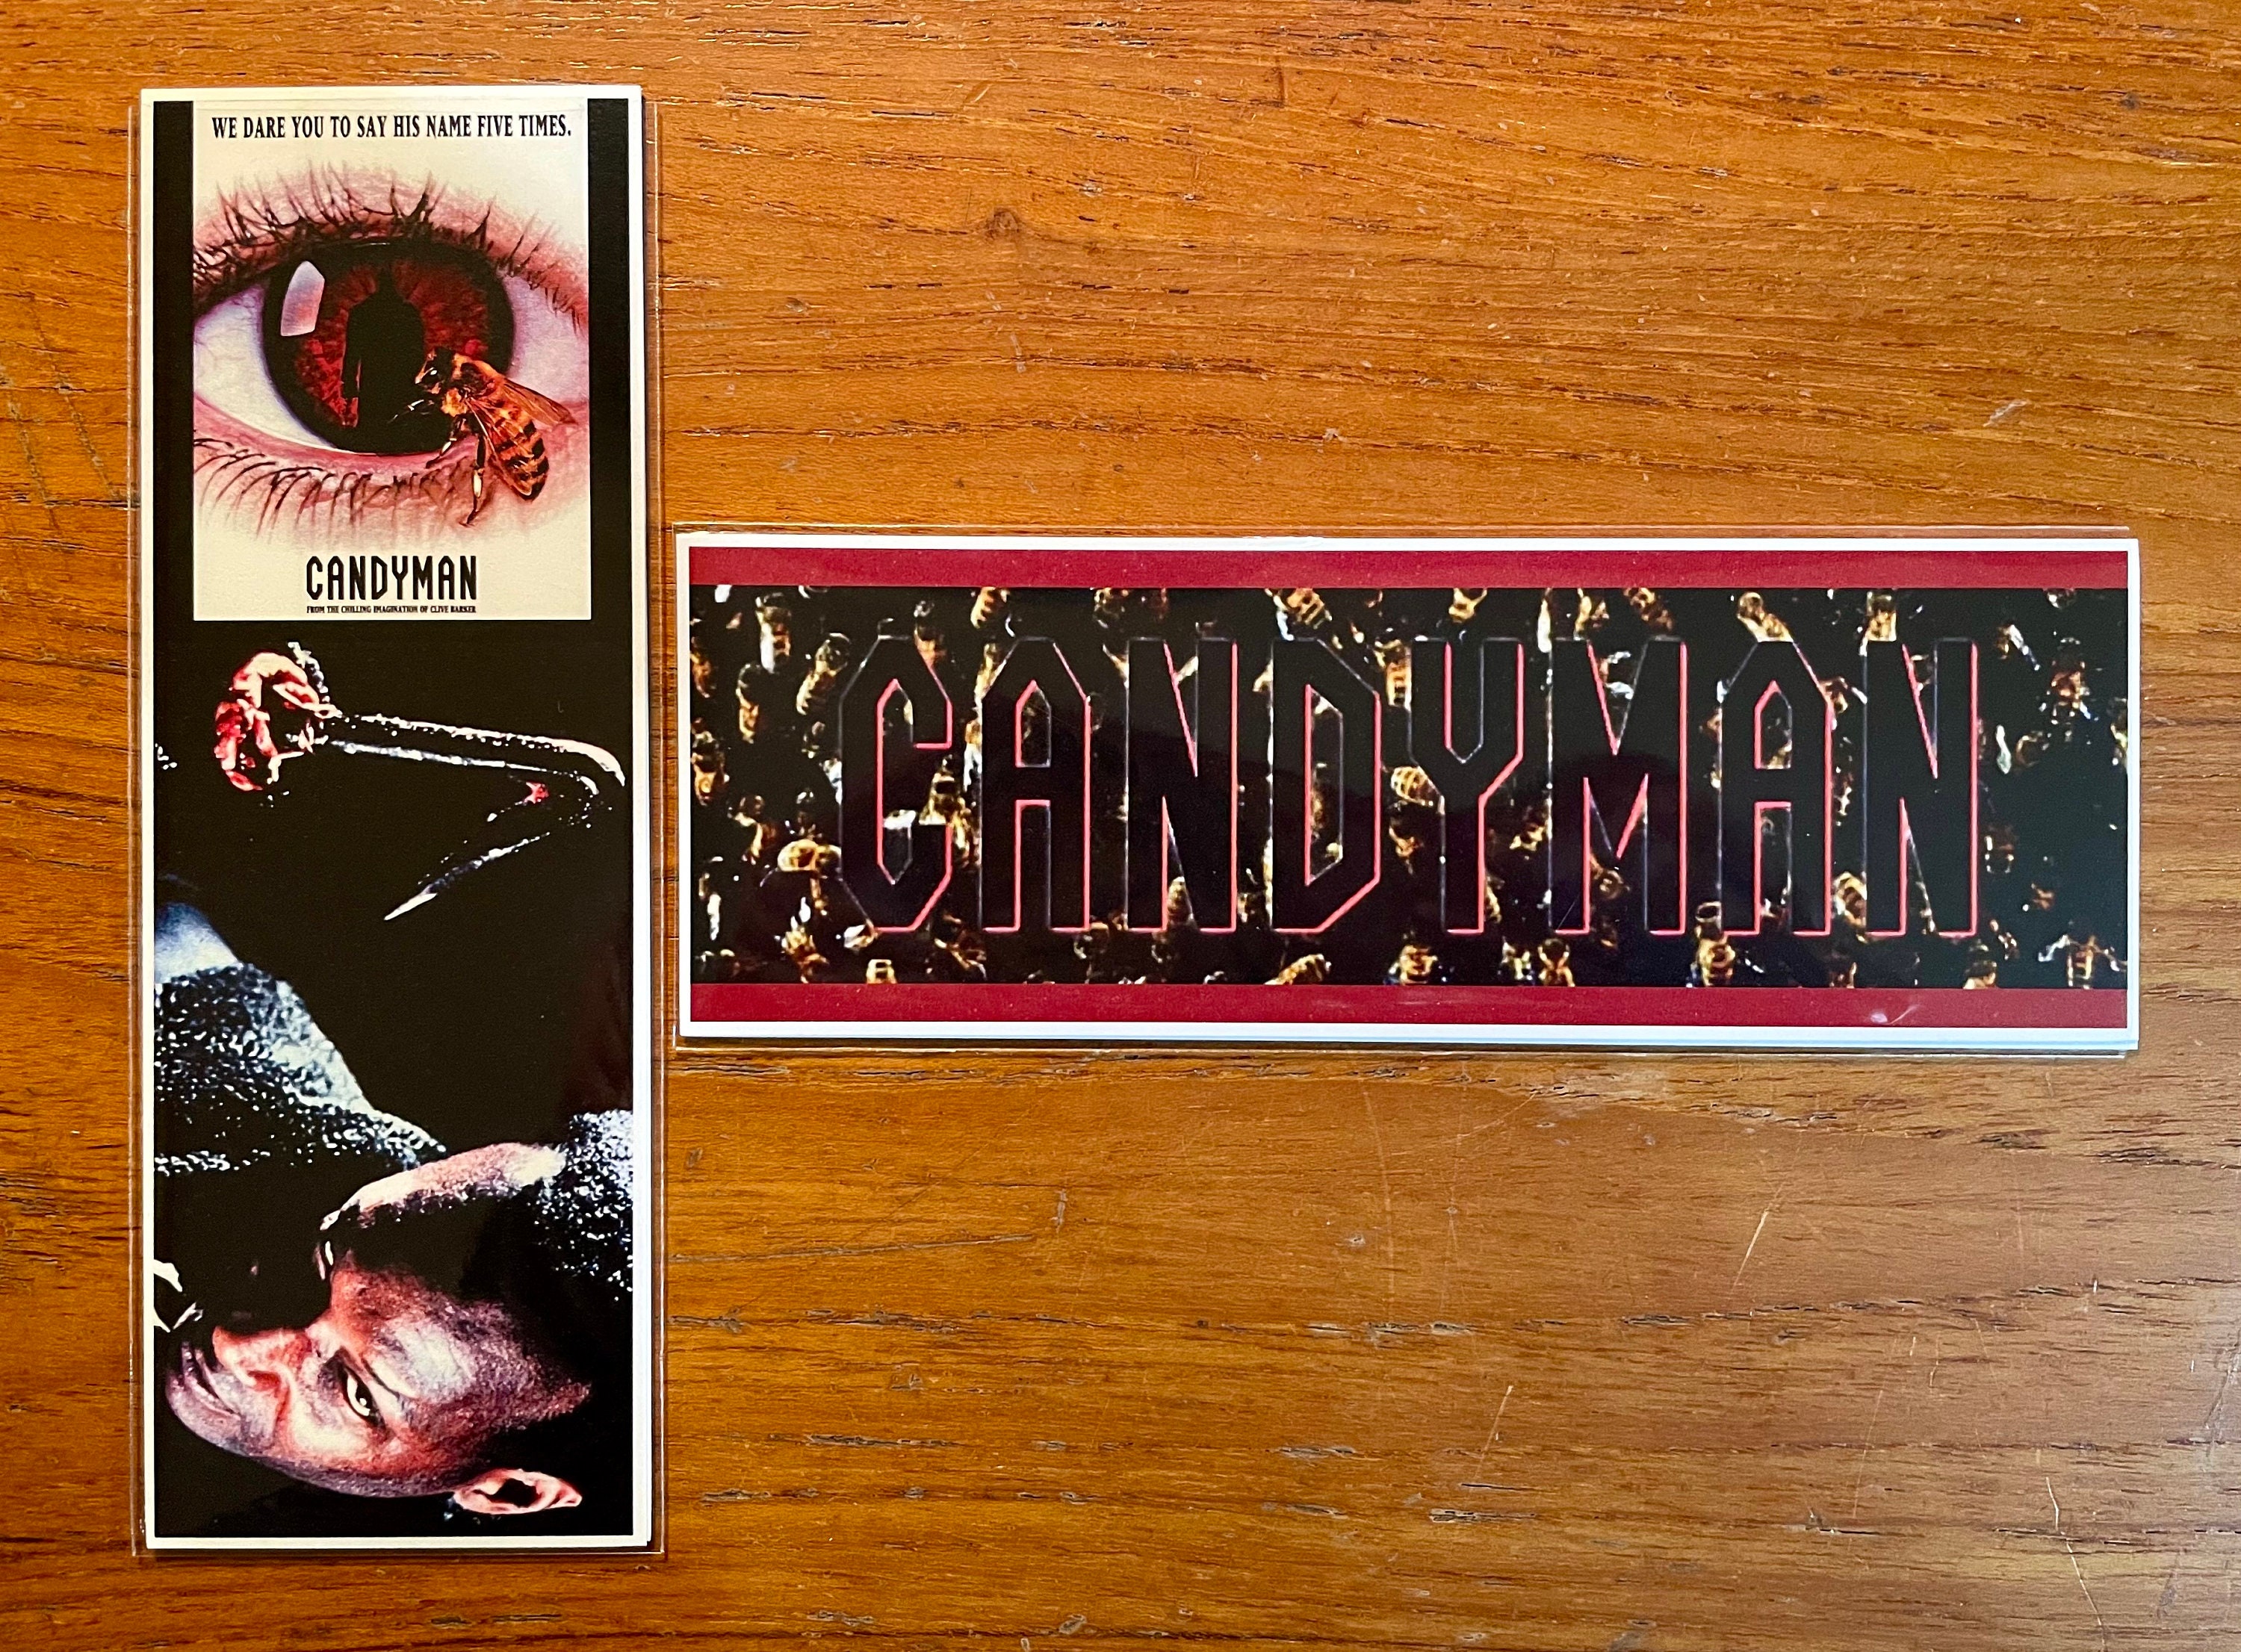 WE DARE YOU TO SAY HIS NAME FIVE TIMES.
CANDYMAN
FROM THE CHILLING IMAGINATION OF CLIVE BARKER
CANDYMAN